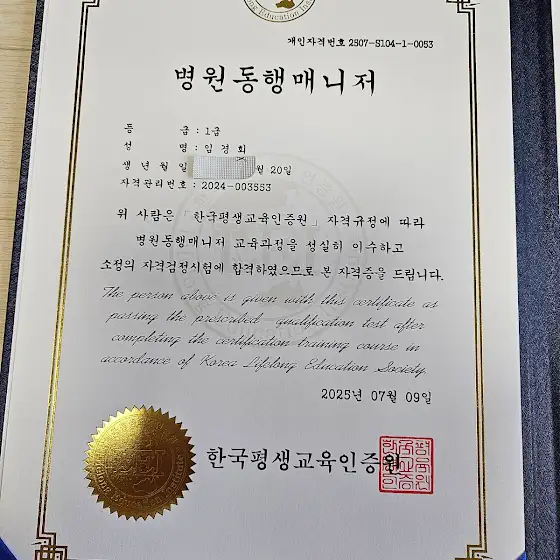 개인자격번호 2507-S104-1-0053
병원동행매니저
등 급 : 1급
성 명 : 임경희
생년월일 월 20일
자격관리번호 : 2024-003553
위 사람은 「한국평생교육인증원」 자격규정에 따라
병원동행매니저 교육과정을 성실히 이수하고
소정의 자격검정시험에 합격하였으므로 본 자격증을 드립니다.
The person above is given with this certificate as
passing the prescribed qualification test after
completing the certification training course in
accordance of Korea Lifelong Education Society.
2025년 07월 09일
한국평생교육인증원